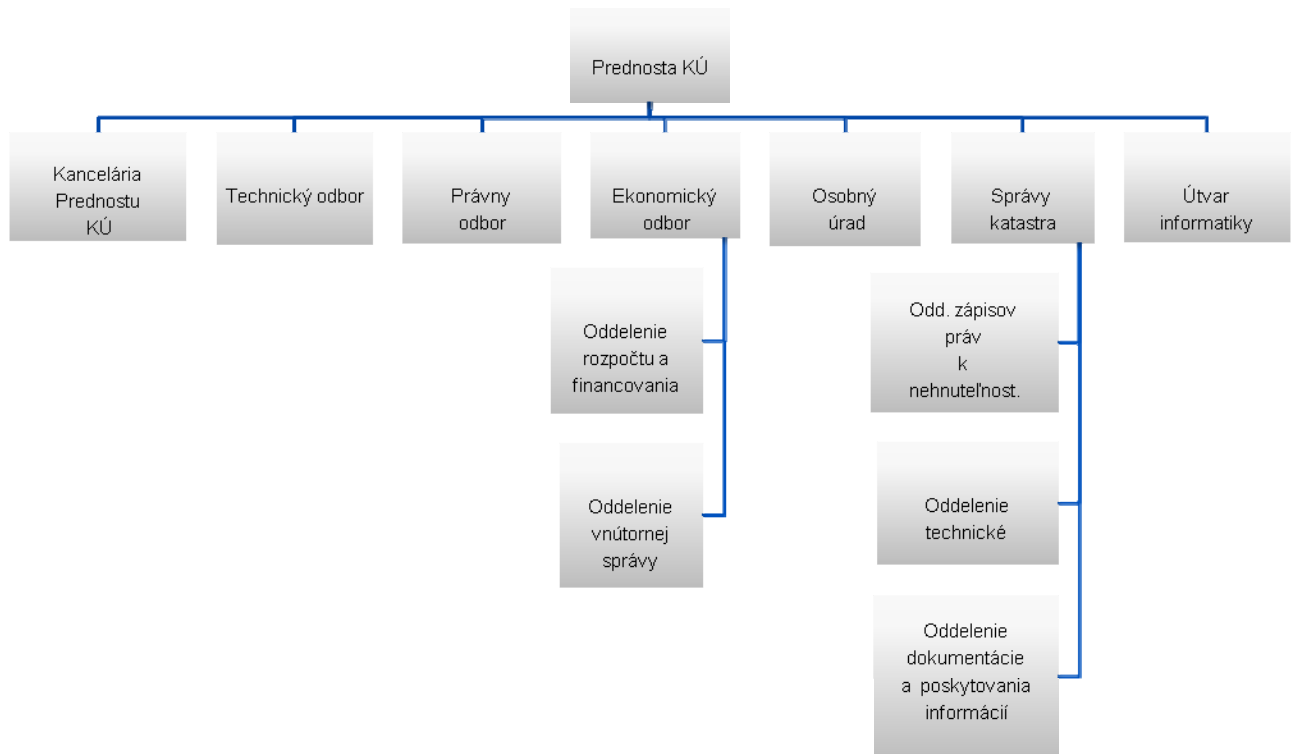 Prednosta KÚ
Kancelária
Prednostu
KÚ
Technický odbor
Právny
odbor
Ekonomický
odbor
Osobný
úrad
Správy
katastra
Útvar
informatiky
Oddelenie
rozpočtu a
financovania
Oddelenie
vnútornej
správy
Odd. zápisov
práv
k
nehnuteľnost.
Oddelenie
technické
Oddelenie
dokumentácie
a poskytovania
informácií